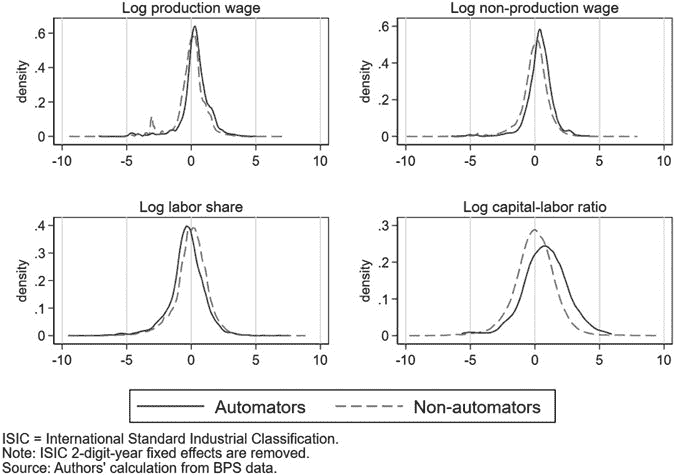 Log production wage
density
.6
.4
.2
0
-10 -5 0 5 10
Log non-production wage
density
.6
.4
.2
0
-10 -5 0 5 10
Log labor share
density
.4
.3
.2
.1
0
-10 -5 0 5 10
Log capital-labor ratio
density
.3
.2
.1
0
-10 -5 0 5 10
Automators Non-automators
ISIC = International Standard Industrial Classification.
Note: ISIC 2-digit-year fixed effects are removed.
Source: Authors' calculation from BPS data.